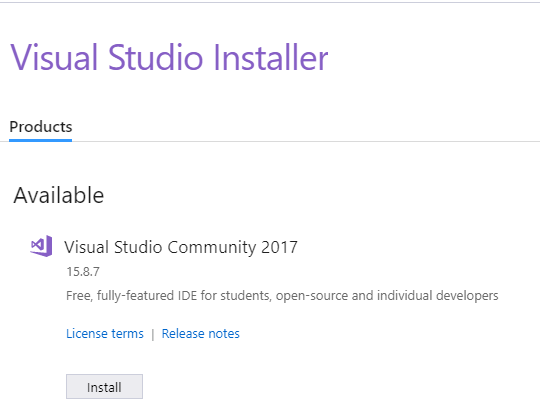 Visual Studio Installer
Products
Available
Visual Studio Community 2017
15.8.7
Free, fully-featured IDE for students, open-source and individual developers
License terms | Release notes
Install